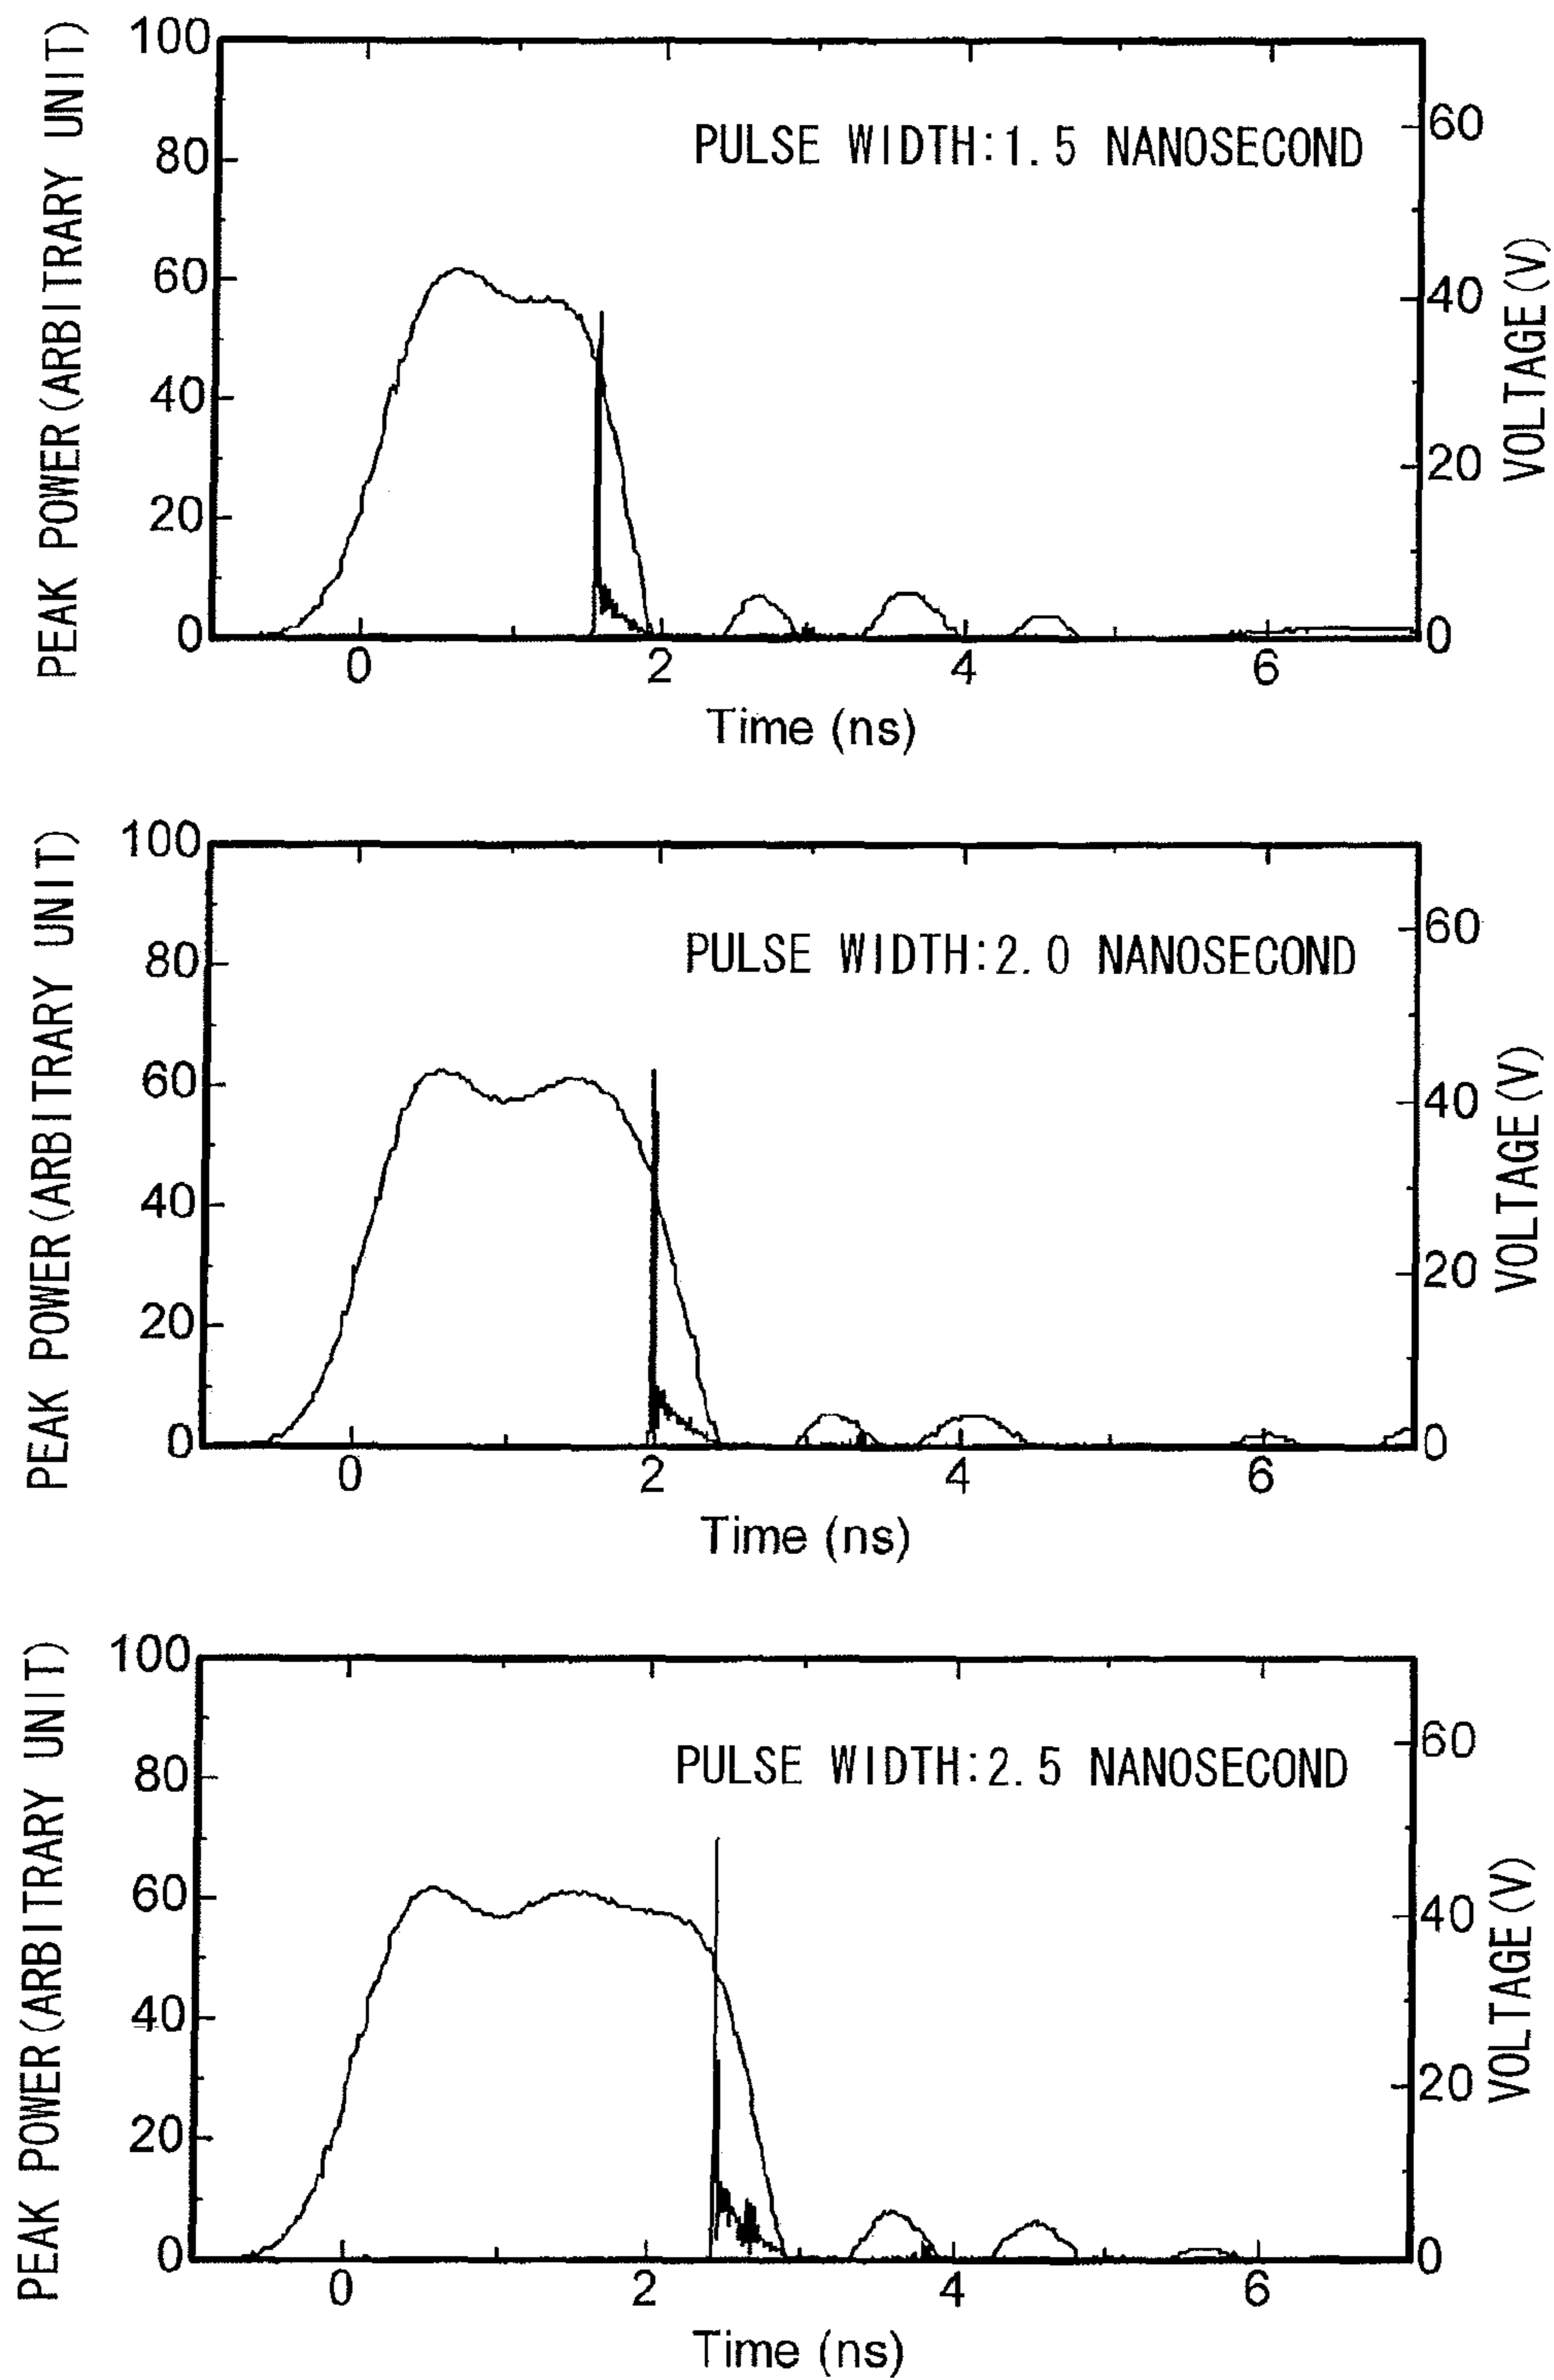 PEAK POWER(ARBITRARY UNIT)
100
80
60
40
20
0
PULSE WIDTH:1.5 NANOSECOND
60
40
20
0
VOLTAGE(V)
0 2 4 6
Time (ns)
PEAK POWER(ARBITRARY UNIT)
100
80
60
40
20
0
PULSE WIDTH:2.0 NANOSECOND
60
40
20
0
VOLTAGE(V)
0 2 4 6
Time (ns)
PEAK POWER(ARBITRARY UNIT)
100
80
60
40
20
0
PULSE WIDTH:2.5 NANOSECOND
60
40
20
0
VOLTAGE(V)
0 2 4 6
Time (ns)